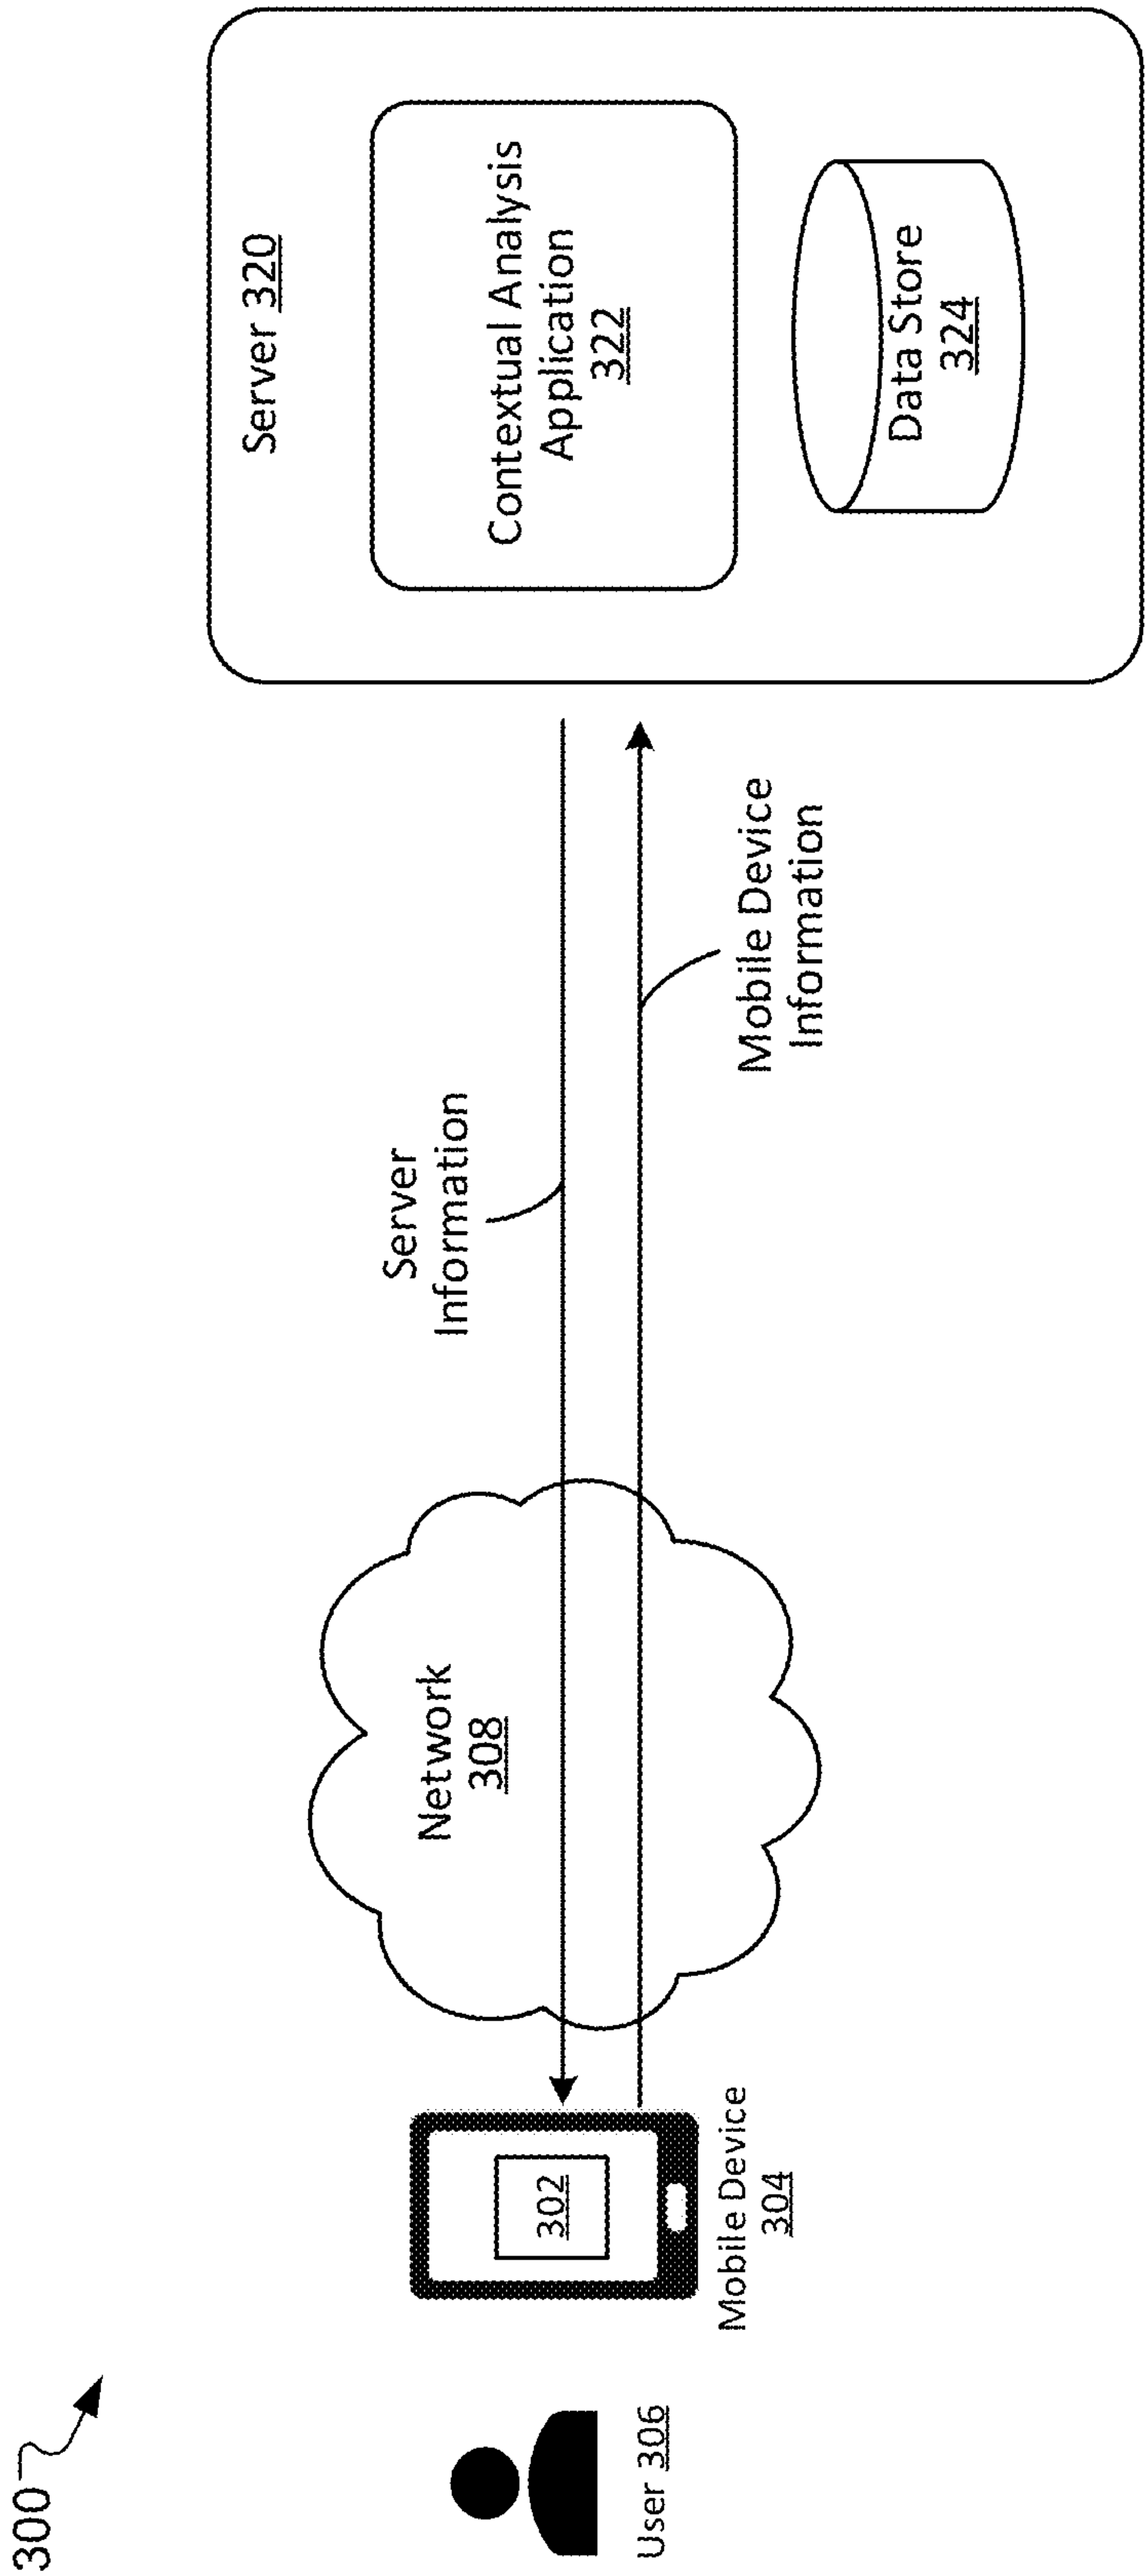 300
User 306
302
Mobile Device
304
Network
308
Server
Information
Mobile Device
Information
Server 320
Contextual Analysis
Application
322
Data Store
324